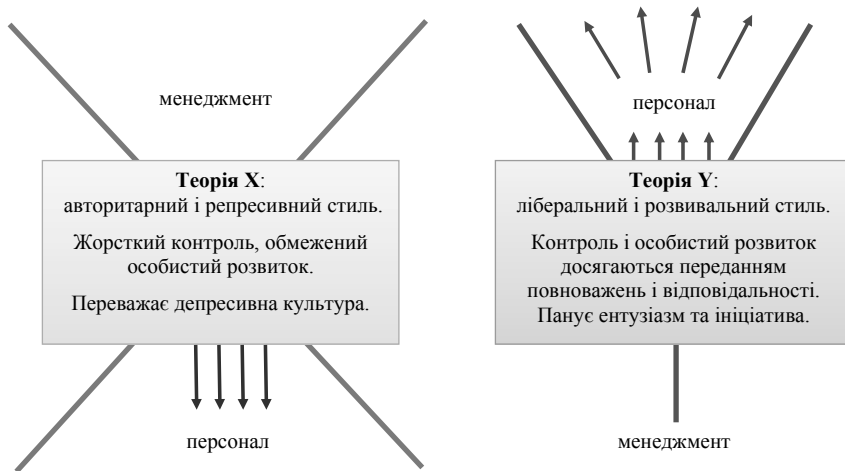 менеджмент
Теорія X:
авторитарний і репресивний стиль.
Жорсткий контроль, обмежений
особистий розвиток.
Переважає депресивна культура.
персонал
персонал
Теорія Y:
ліберальний і розвивальний стиль.
Контроль і особистий розвиток
досягаються переданням
повноважень і відповідальності.
Панує ентузіазм та ініціатива.
менеджмент